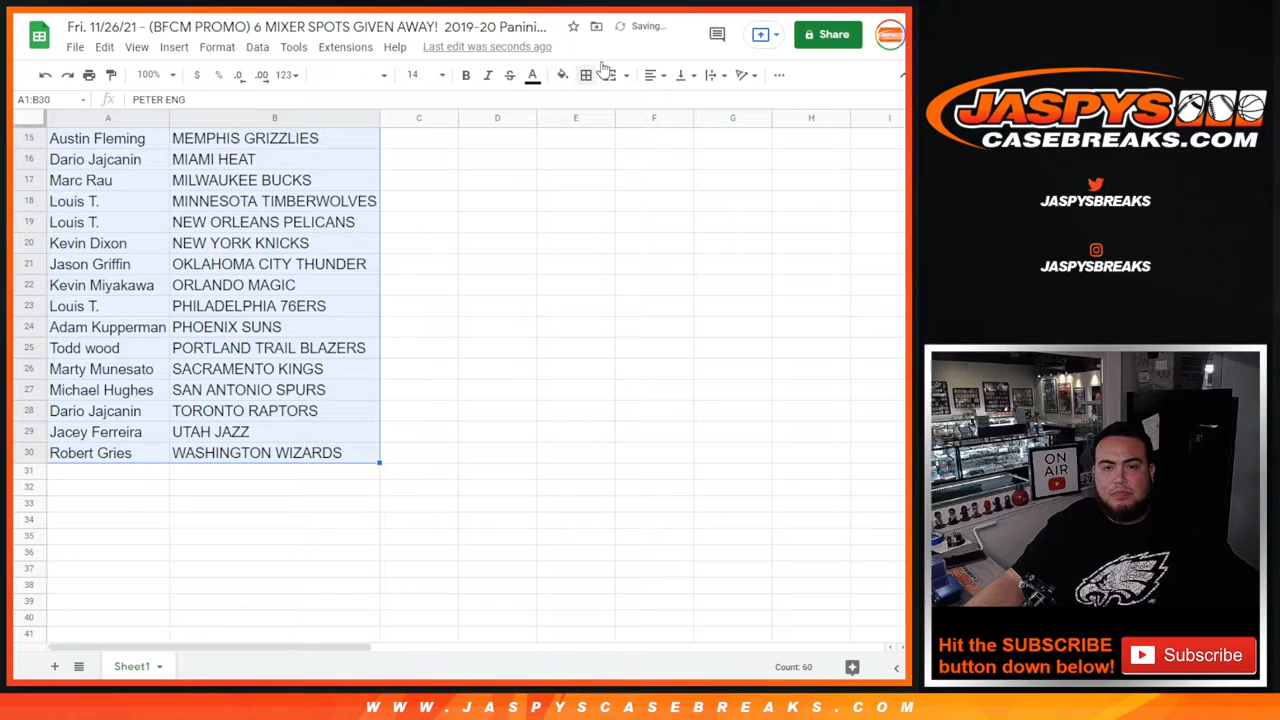 Fri. 11/26/21 - (BFCM PROMO) 6 MIXER SPOTS GIVEN AWAY! 2019-20 Panini...
Saving...
Share
File Edit View Insert Format Data Tools Extensions Help Last edit was seconds ago
100% $ % .0 .00 123 14 B I S A
A1:B30 fx PETER ENG
A B C D E F G H I
15 Austin Fleming MEMPHIS GRIZZLIES
16 Dario Jajcanin MIAMI HEAT
17 Marc Rau MILWAUKEE BUCKS
18 Louis T. MINNESOTA TIMBERWOLVES
19 Louis T. NEW ORLEANS PELICANS
20 Kevin Dixon NEW YORK KNICKS
21 Jason Griffin OKLAHOMA CITY THUNDER
22 Kevin Miyakawa ORLANDO MAGIC
23 Louis T. PHILADELPHIA 76ERS
24 Adam Kupperman PHOENIX SUNS
25 Todd wood PORTLAND TRAIL BLAZERS
26 Marty Munesato SACRAMENTO KINGS
27 Michael Hughes SAN ANTONIO SPURS
28 Dario Jajcanin TORONTO RAPTORS
29 Jacey Ferreira UTAH JAZZ
30 Robert Gries WASHINGTON WIZARDS
31
32
33
34
35
36
37
38
39
40
41
Sheet1
Count: 60
JASPYS
CASEBREAKS.COM
JASPYSBREAKS
JASPYSBREAKS
ON
AIR
Hit the SUBSCRIBE
button down below!
Subscribe
WWW.JASPYSCASEBREAKS.COM